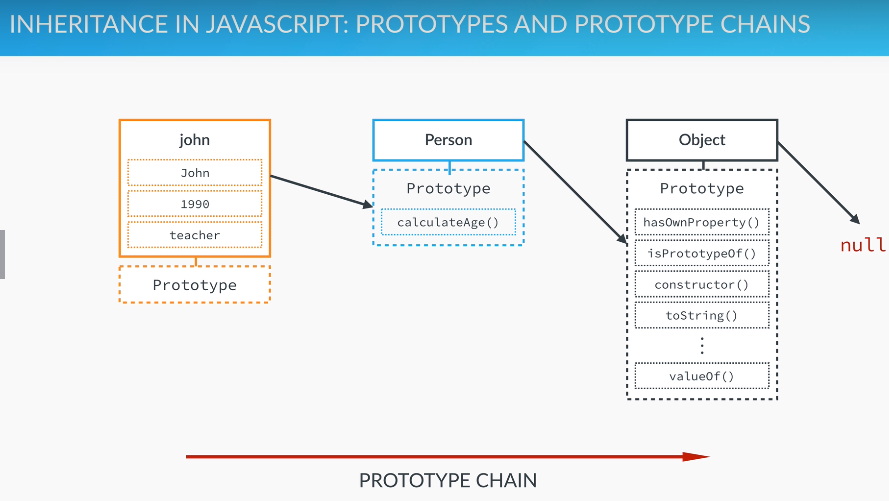 INHERITANCE IN JAVASCRIPT: PROTOTYPES AND PROTOTYPE CHAINS
john
John
1990
teacher
Prototype
Person
Prototype
calculateAge()
Object
Prototype
hasOwnProperty()
isPrototypeOf()
constructor()
toString()
⋮
valueOf()
null
PROTOTYPE CHAIN